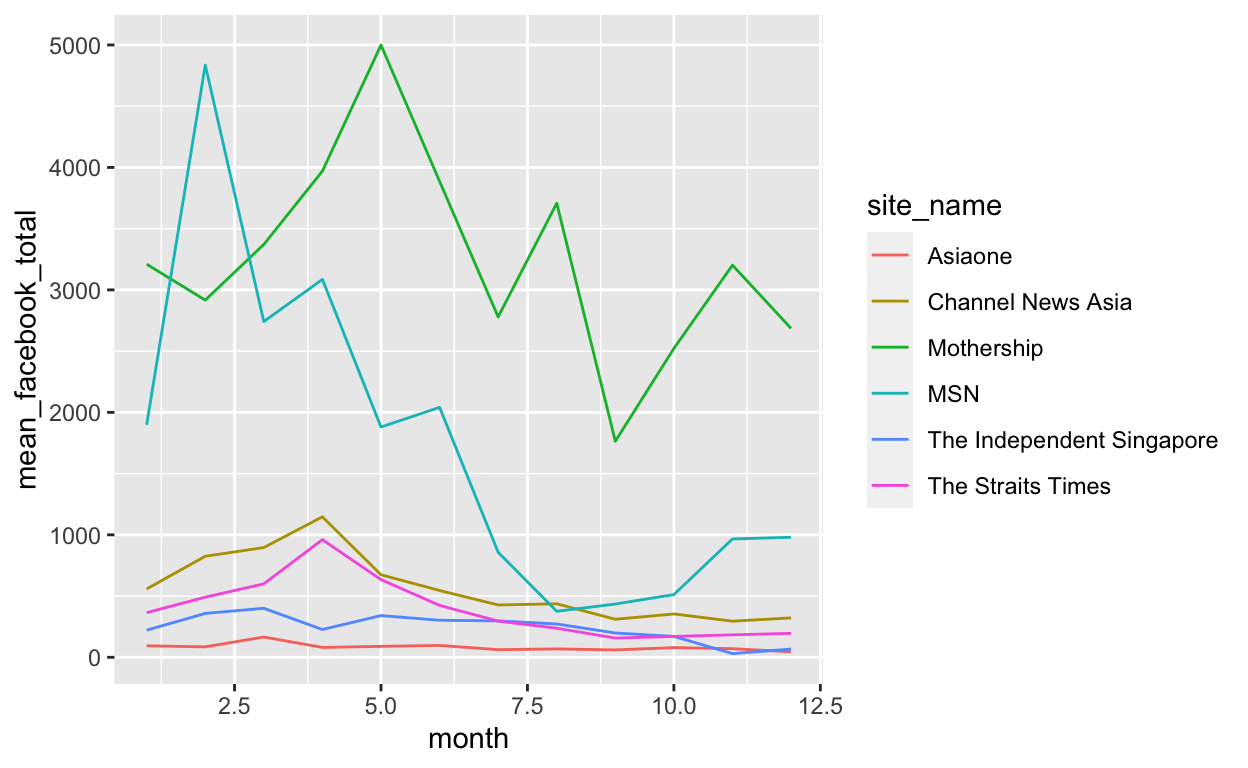 5000
4000
3000
2000
1000
0
mean_facebook_total
2.5 5.0 7.5 10.0 12.5
month
site_name
Asiaone
Channel News Asia
Mothership
MSN
The Independent Singapore
The Straits Times